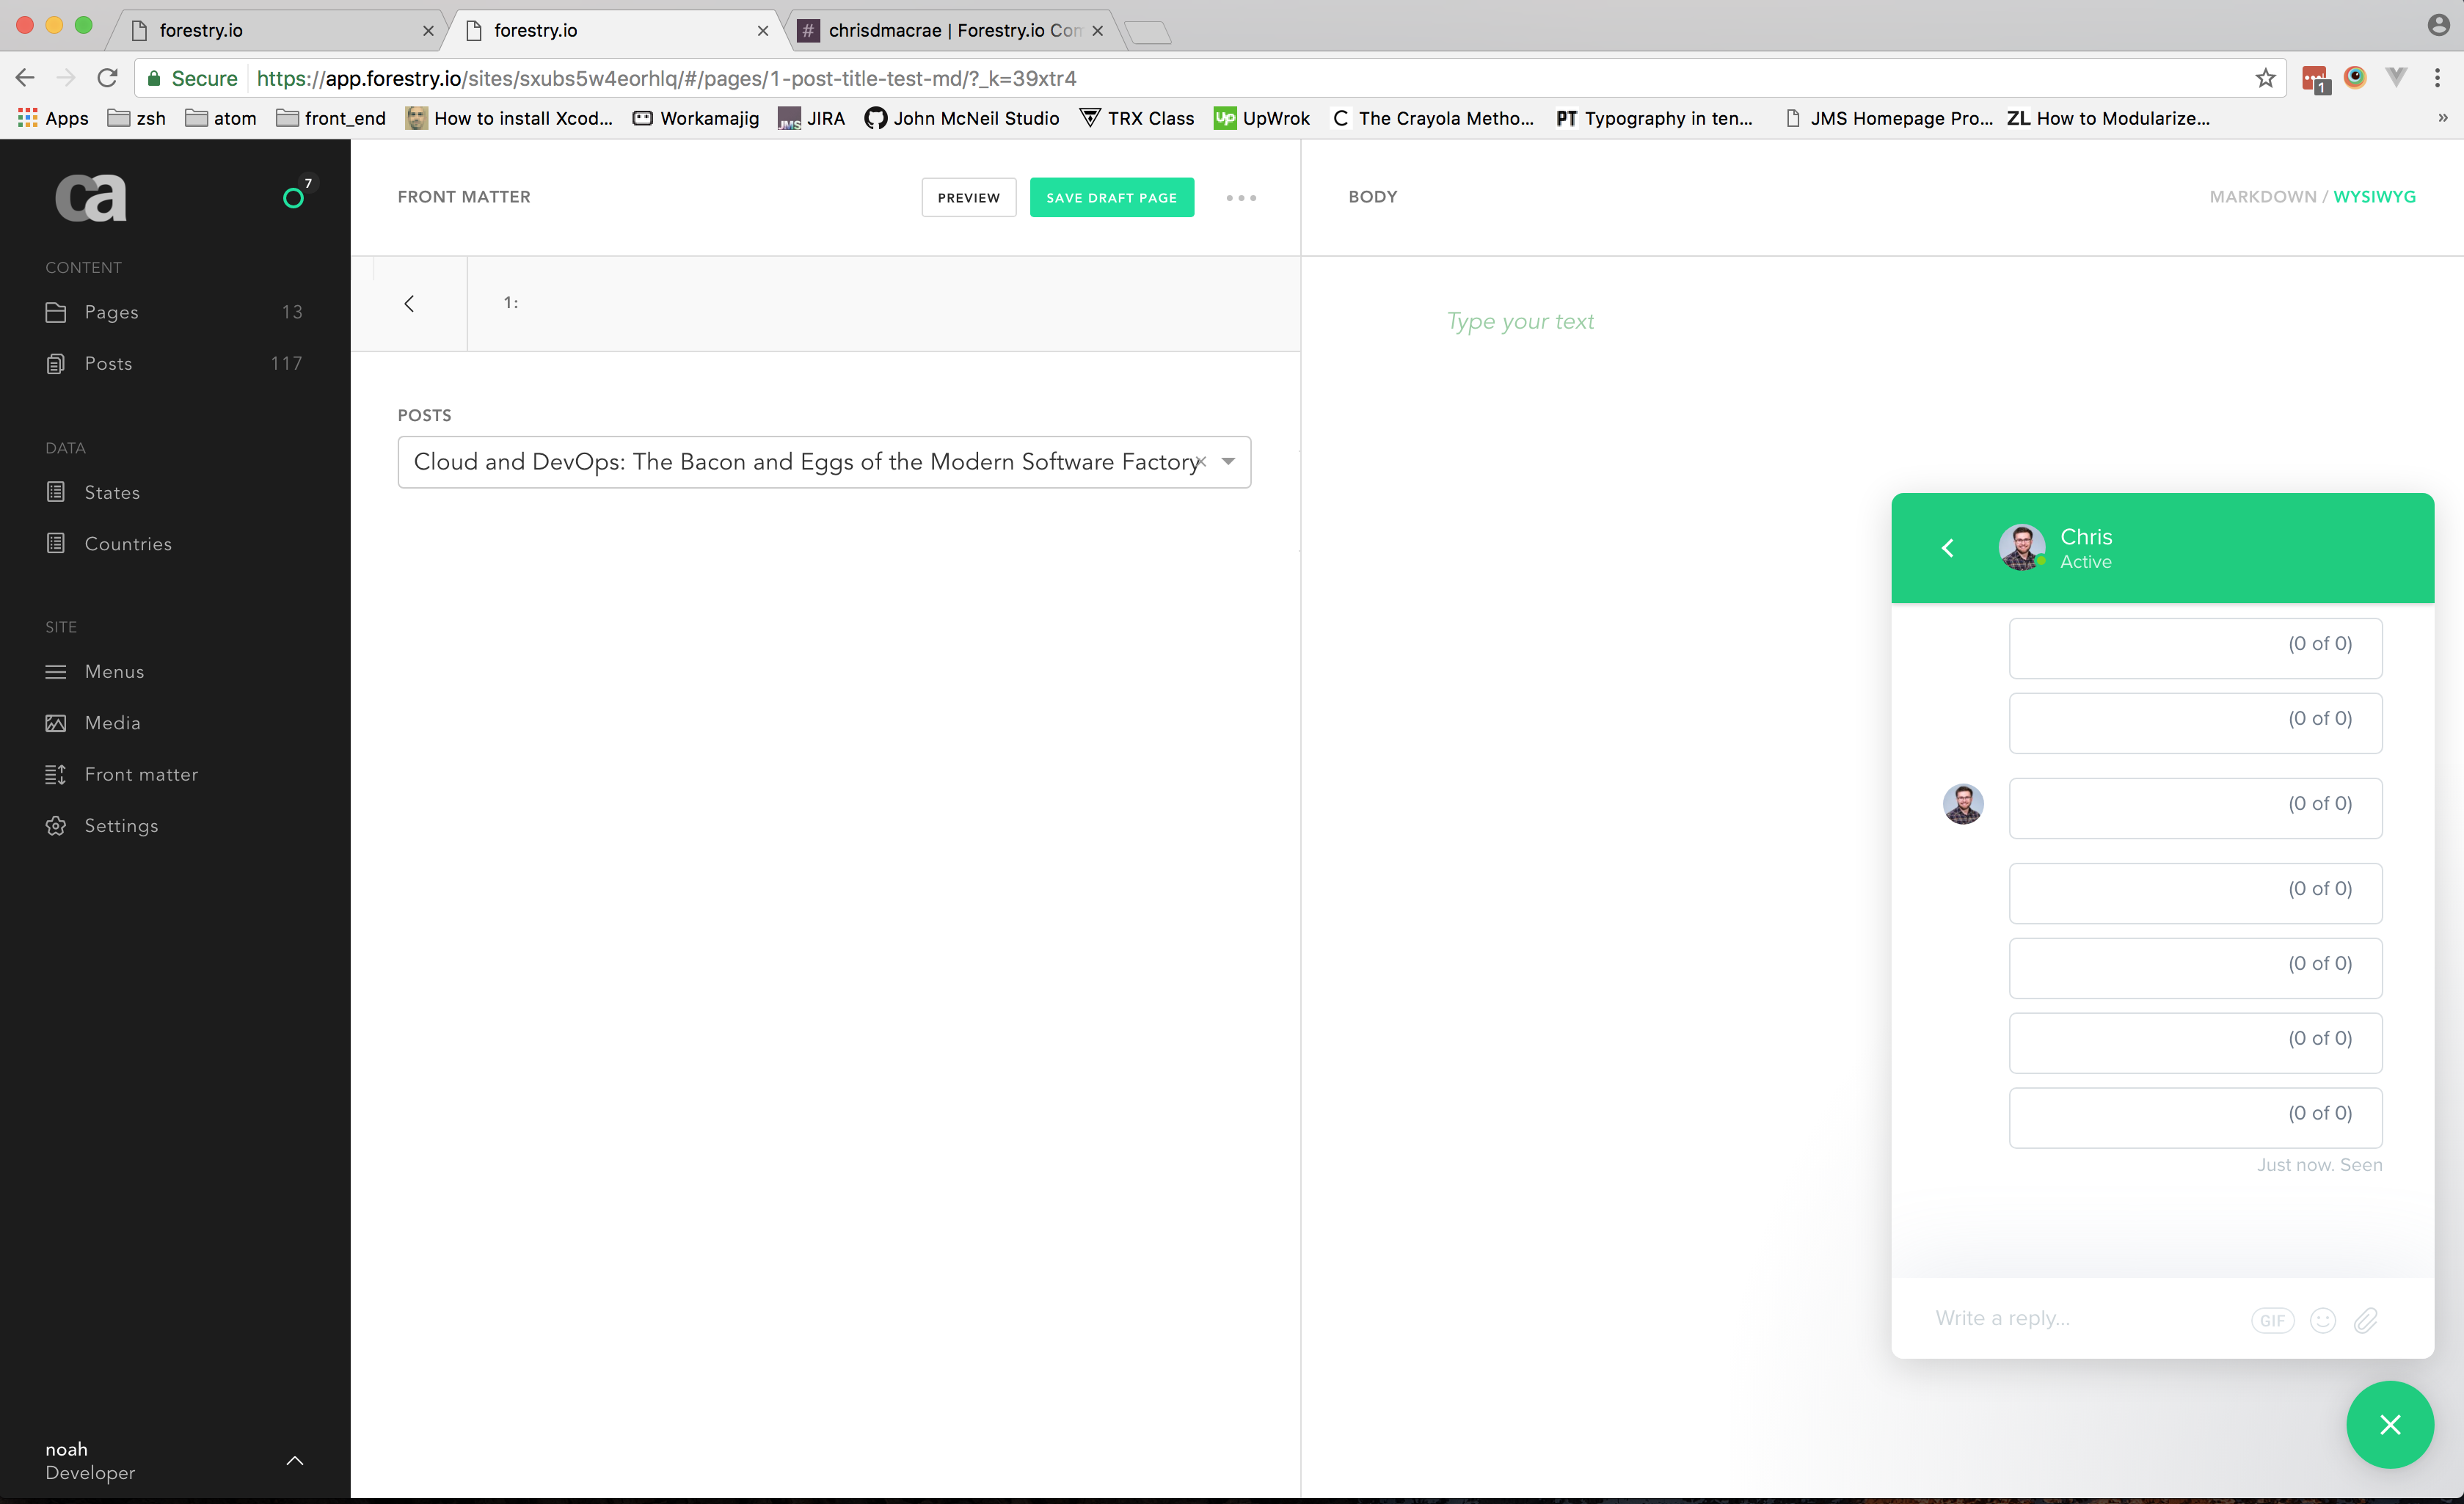 forestry.io
forestry.io
# chrisdmacrae | Forestry.io Com
Secure https://app.forestry.io/sites/sxubs5w4eorhlq/#/pages/1-post-title-test-md/?_k=39xtr4
1
Apps zsh atom front_end How to install Xcod... Workamajig JMS JIRA John McNeil Studio TRX Class Up UpWrok C The Crayola Metho... PT Typography in ten... JMS Homepage Pro... ZL How to Modularize... »
ca
7
CONTENT
Pages 13
Posts 117
DATA
States
Countries
SITE
Menus
Media
Front matter
Settings
noah
Developer
FRONT MATTER
PREVIEW
SAVE DRAFT PAGE
1:
POSTS
Cloud and DevOps: The Bacon and Eggs of the Modern Software Factory
BODY
MARKDOWN / WYSIWYG
Type your text
Chris
Active
(0 of 0)
(0 of 0)
(0 of 0)
(0 of 0)
(0 of 0)
(0 of 0)
(0 of 0)
Just now. Seen
Write a reply...
GIF